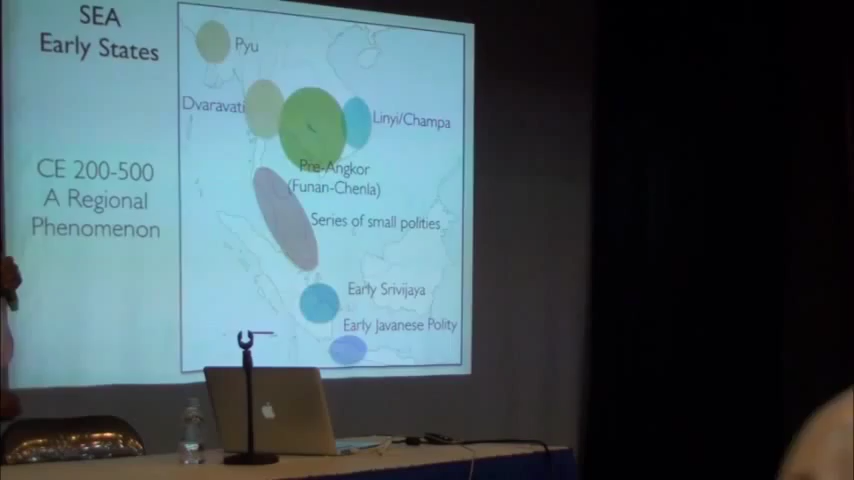 SEA
Early States
CE 200-500
A Regional
Phenomenon
Pyu
Dvaravati
Linyi/Champa
Pre-Angkor
(Funan-Chenla)
Series of small polities
Early Srivijaya
Early Javanese Polity